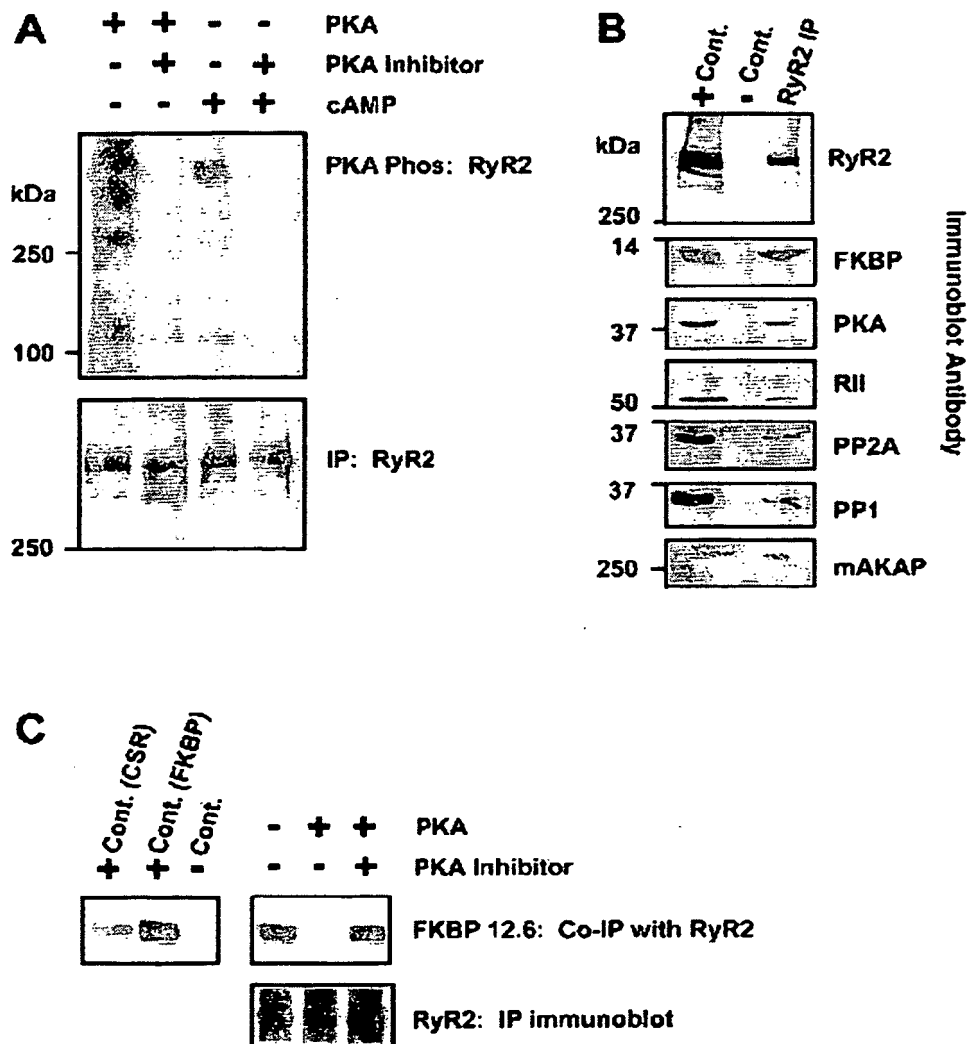 A
+ + - - PKA
- + - + PKA Inhibitor
- - + + cAMP
kDa
PKA Phos: RyR2
250
100
IP: RyR2
250
B
+ Cont.
- Cont.
RyR2 IP
kDa
RyR2
250
14
FKBP
37
PKA
RII
50
37
PP2A
37
PP1
250
mAKAP
Immunoblot Antibody
C
+ Cont. (CSR)
+ Cont. (FKBP)
- Cont.
- + + PKA
- - + PKA Inhibitor
FKBP 12.6: Co-IP with RyR2
RyR2: IP immunoblot